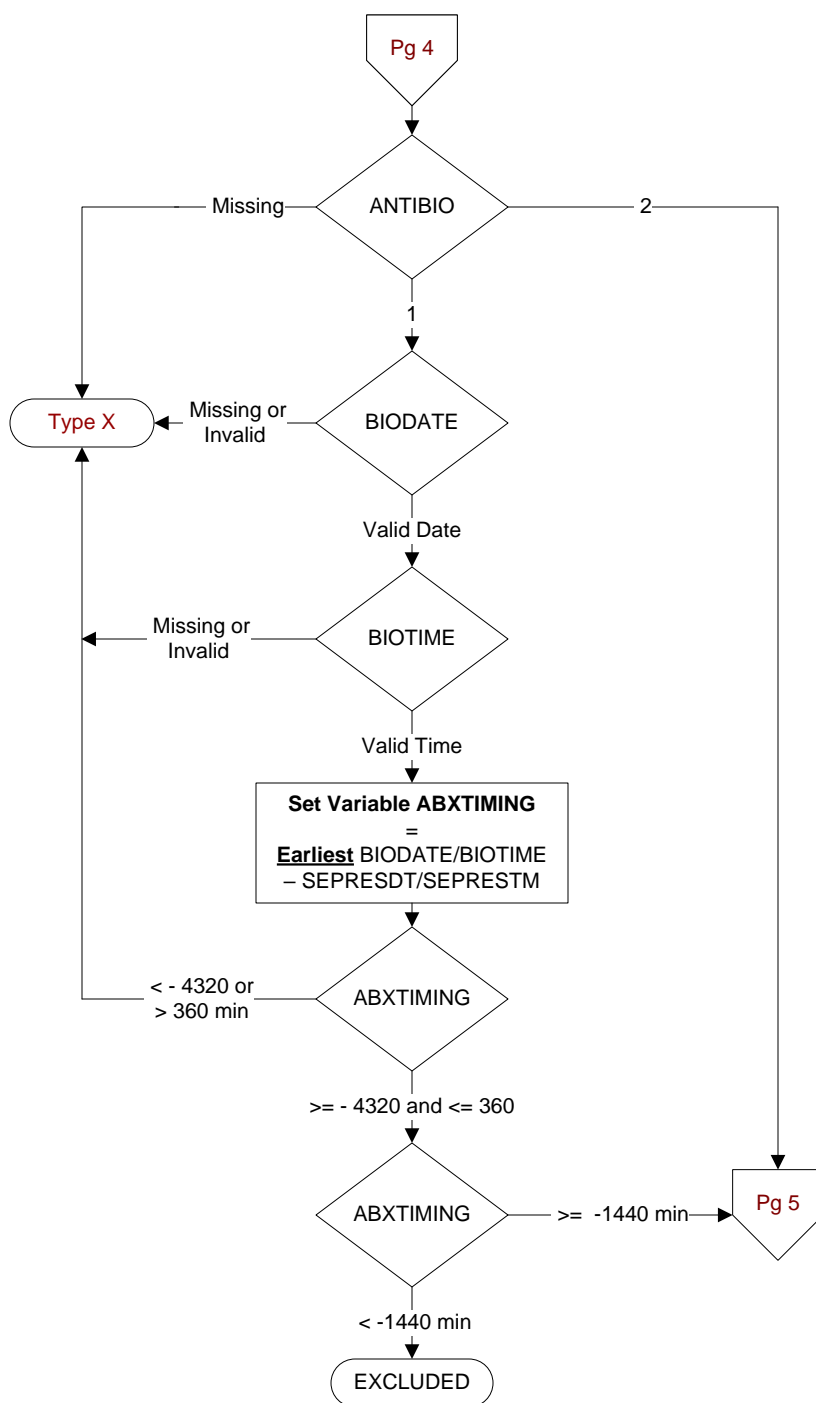 Pg 4
ANTIBIO
Missing
2
1
BIODATE
Missing or
Invalid
Type X
Valid Date
BIOTIME
Missing or
Invalid
Valid Time
Set Variable ABXTIMING
=
Earliest BIODATE/BIOTIME
– SEPRESDT/SEPRESTM
ABXTIMING
< - 4320 or
> 360 min
>= - 4320 and <= 360
ABXTIMING
>=  -1440 min
Pg 5
< -1440 min
EXCLUDED